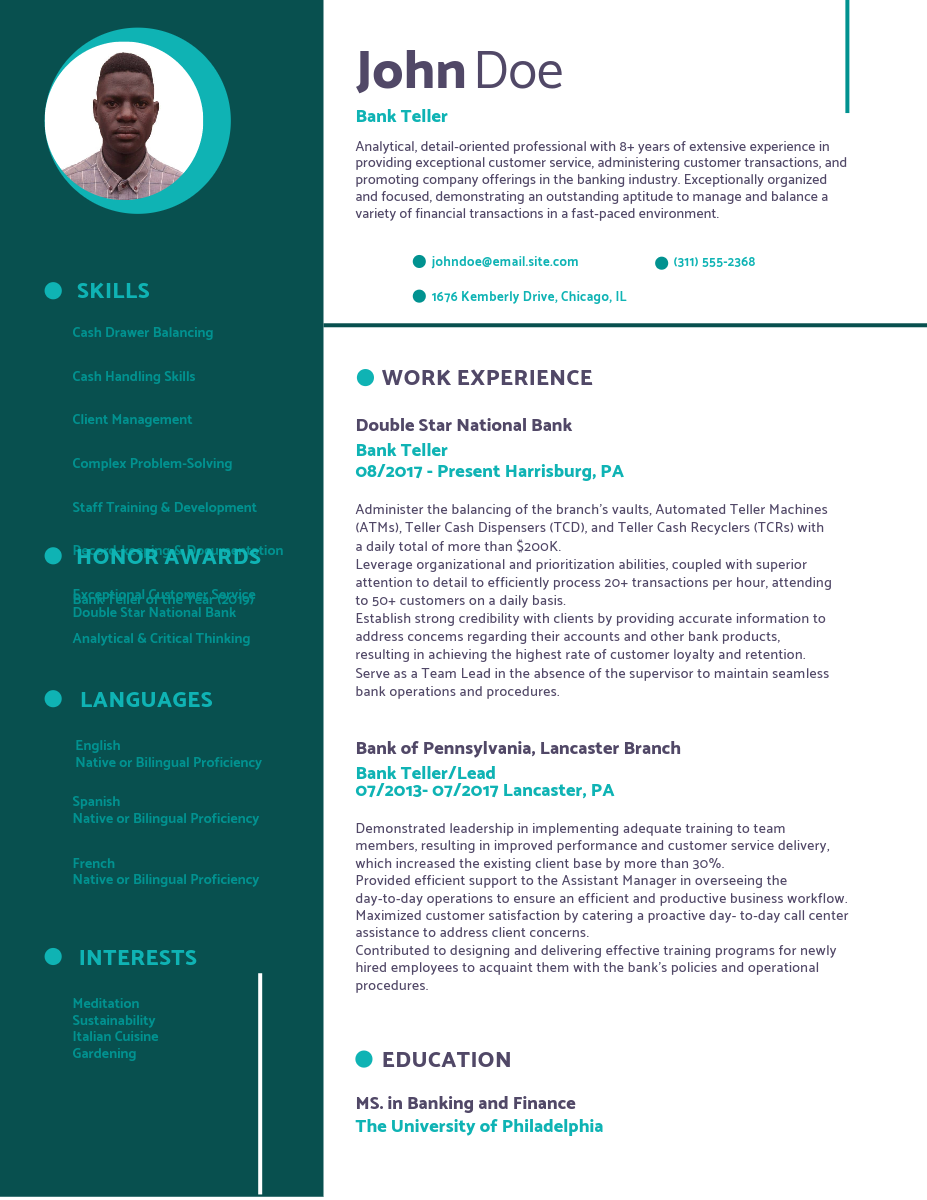 John Doe
Bank Teller
Analytical, detail-oriented professional with 8+ years of extensive experience in
providing exceptional customer service, administering customer transactions, and
promoting company offerings in the banking industry. Exceptionally organized
and focused, demonstrating an outstanding aptitude to manage and balance a
variety of financial transactions in a fast-paced environment.
johndoe@email.site.com
(311) 555-2368
1676 Kemberly Drive, Chicago, IL
SKILLS
Cash Drawer Balancing
Cash Handling Skills
Client Management
Complex Problem-Solving
Staff Training & Development
Record-keeping & Documentation
HONOR AWARDS
Exceptional Customer Service
Bank Teller of the Year (2019)
Double Star National Bank
Analytical & Critical Thinking
LANGUAGES
English
Native or Bilingual Proficiency
Spanish
Native or Bilingual Proficiency
French
Native or Bilingual Proficiency
INTERESTS
Meditation
Sustainability
Italian Cuisine
Gardening
WORK EXPERIENCE
Double Star National Bank
Bank Teller
08/2017 - Present Harrisburg, PA
Administer the balancing of the branch's vaults, Automated Teller Machines
(ATMs), Teller Cash Dispensers (TCD), and Teller Cash Recyclers (TCRs) with
a daily total of more than $200K.
Leverage organizational and prioritization abilities, coupled with superior
attention to detail to efficiently process 20+ transactions per hour, attending
to 50+ customers on a daily basis.
Establish strong credibility with clients by providing accurate information to
address concerns regarding their accounts and other bank products,
resulting in achieving the highest rate of customer loyalty and retention.
Serve as a Team Lead in the absence of the supervisor to maintain seamless
bank operations and procedures.
Bank of Pennsylvania, Lancaster Branch
Bank Teller/Lead
07/2013- 07/2017 Lancaster, PA
Demonstrated leadership in implementing adequate training to team
members, resulting in improved performance and customer service delivery,
which increased the existing client base by more than 30%.
Provided efficient support to the Assistant Manager in overseeing the
day-to-day operations to ensure an efficient and productive business workflow.
Maximized customer satisfaction by catering a proactive day- to-day call center
assistance to address client concerns.
Contributed to designing and delivering effective training programs for newly
hired employees to acquaint them with the bank's policies and operational
procedures.
EDUCATION
MS. in Banking and Finance
The University of Philadelphia